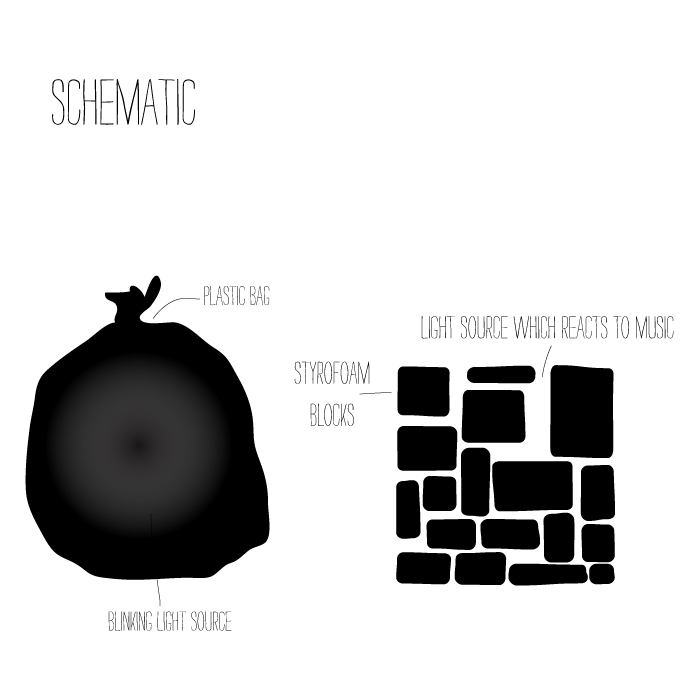 SCHEMATIC
PLASTIC BAG
LIGHT SOURCE WHICH REACTS TO MUSIC
STYROFOAM
BLOCKS
BLINKING LIGHT SOURCE